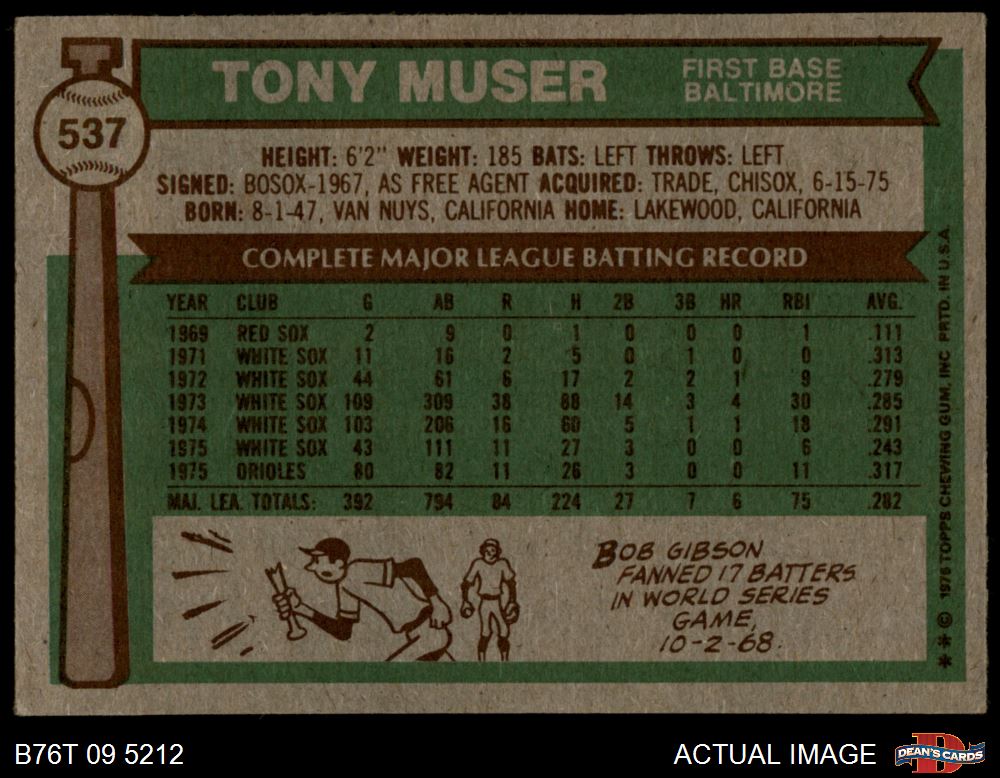 TONY MUSER
FIRST BASE
BALTIMORE
537
HEIGHT: 6'2" WEIGHT: 185 BATS: LEFT THROWS: LEFT
SIGNED: BOSOX-1967, AS FREE AGENT ACQUIRED: TRADE, CHISOX, 6-15-75
BORN: 8-1-47, VAN NUYS, CALIFORNIA HOME: LAKEWOOD, CALIFORNIA
COMPLETE MAJOR LEAGUE BATTING RECORD
YEAR CLUB G AB R H 2B 3B HR RBI AVG.
1969 RED SOX 2 9 0 1 0 0 0 1 .111
1971 WHITE SOX 11 16 2 5 0 1 0 0 .313
1972 WHITE SOX 44 61 6 17 2 2 1 9 .279
1973 WHITE SOX 109 309 38 88 14 3 4 30 .285
1974 WHITE SOX 103 206 16 60 5 1 1 18 .291
1975 WHITE SOX 43 111 11 27 3 0 0 6 .243
1975 ORIOLES 80 82 11 26 3 0 0 11 .317
MAJ. LEA. TOTALS: 392 794 84 224 27 7 6 75 .282
BOB GIBSON
FANNED 17 BATTERS
IN WORLD SERIES
GAME,
10-2-68.
** © 1976 TOPPS CHEWING GUM, INC PRTD. IN U.S.A.
B76T 09 5212
ACTUAL IMAGE
D
DEAN'S CARDS